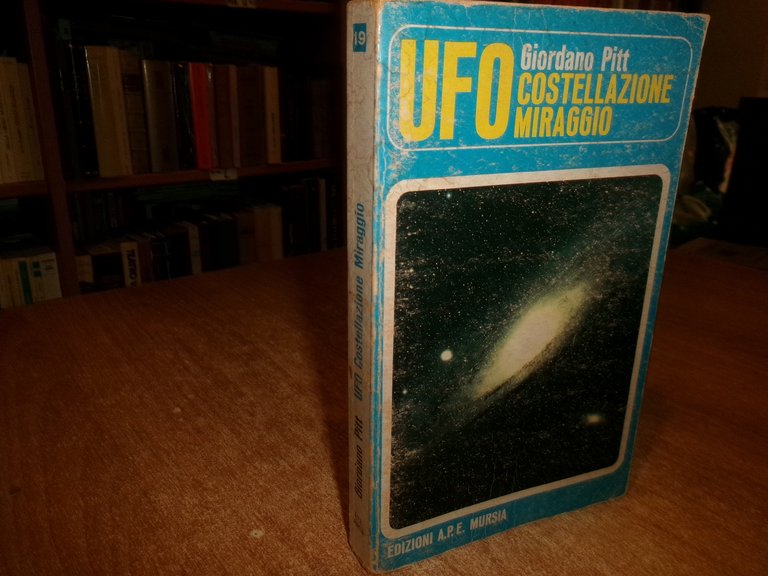 19
Giordano Pitt UFO Costellazione Miraggio
UFO
Giordano Pitt
COSTELLAZIONE
MIRAGGIO
EDIZIONI A.P.E. MURSIA